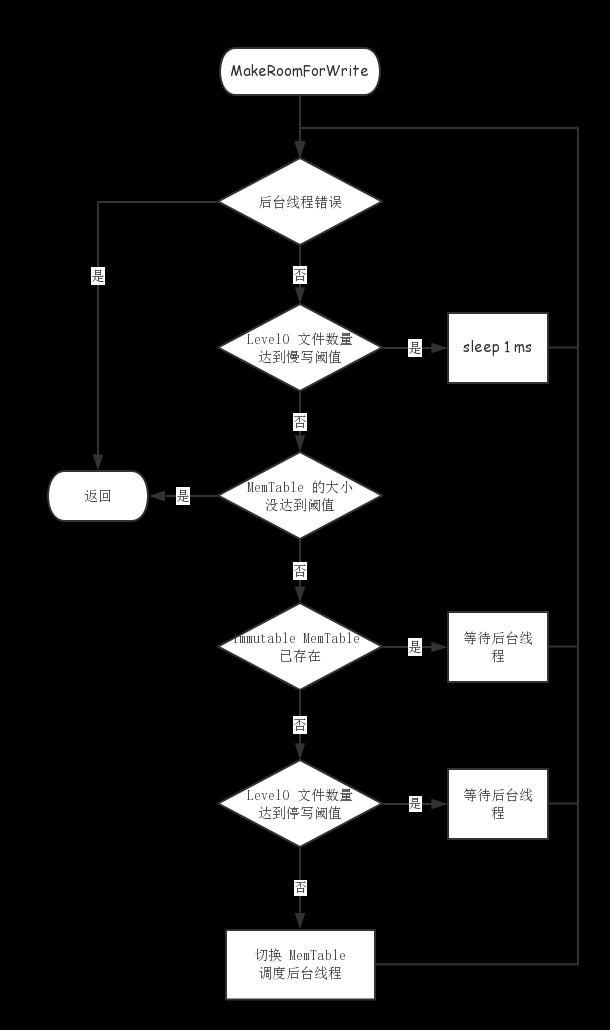 MakeRoomForWrite
后台线程错误
是
否
Level0 文件数量
达到慢写阈值
是
sleep 1 ms
否
MemTable 的大小
没达到阈值
是
返回
否
Immutable MemTable
已存在
是
等待后台线
程
否
Level0 文件数量
达到停写阈值
是
等待后台线
程
否
切换 MemTable
调度后台线程